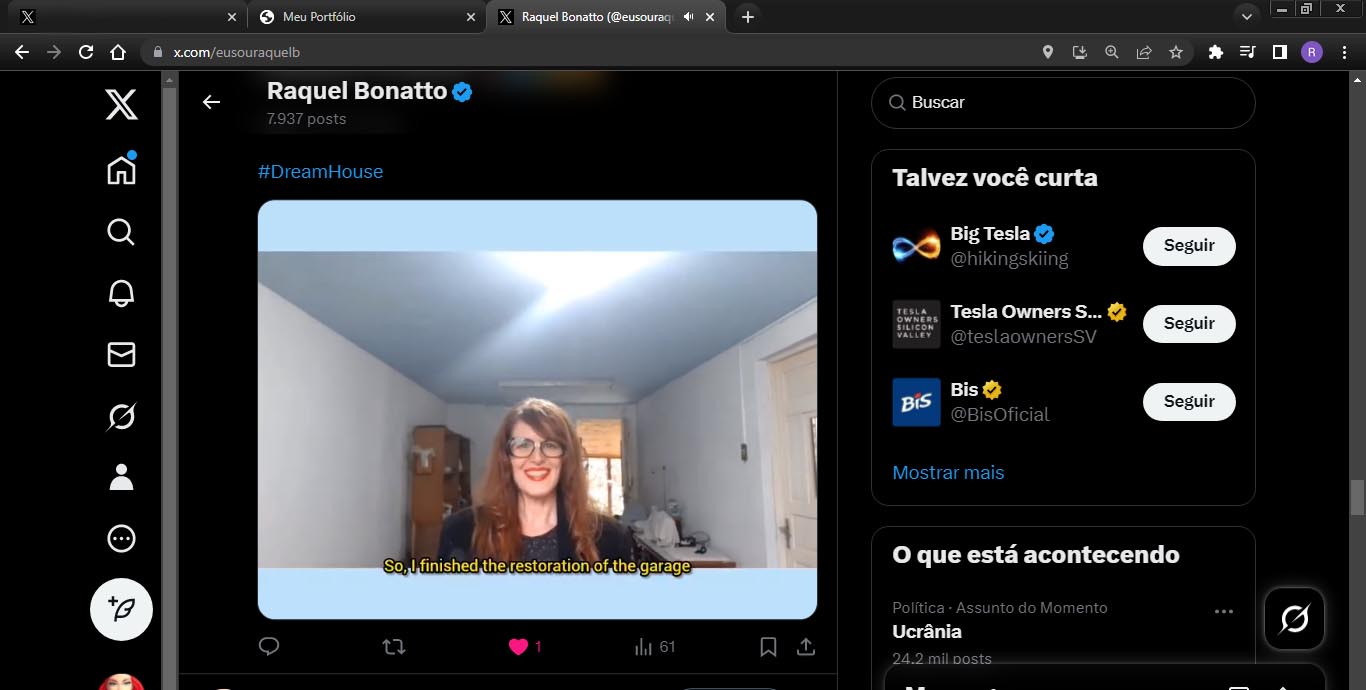 Meu Portfólio
Raquel Bonatto (@eusouraqu
x.com/eusouraquelb
R
Raquel Bonatto
7.937 posts
#DreamHouse
So, I finished the restoration of the garage
1
61
Buscar
Talvez você curta
Big Tesla
@hikingskiing
Seguir
TESLA
OWNERS
SILICON
VALLEY
Tesla Owners S...
@teslaownersSV
Seguir
BIS
Bis
@BisOficial
Seguir
Mostrar mais
O que está acontecendo
Política · Assunto do Momento
Ucrânia
24.2 mil posts